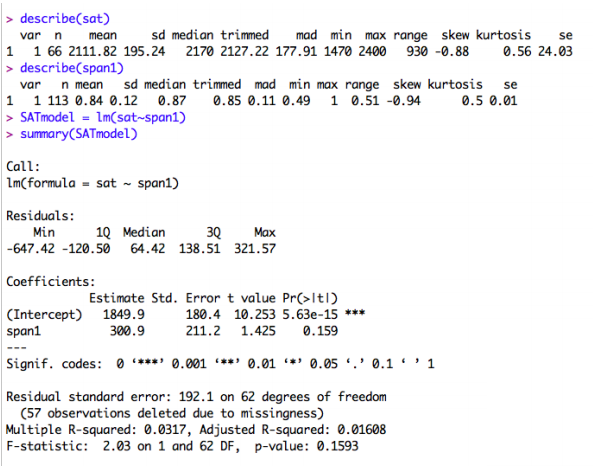 > describe(sat)
  var  n    mean     sd median trimmed    mad  min  max range  skew kurtosis    se
1   1 66 2111.82 195.24   2170 2127.22 177.91 1470 2400   930 -0.88     0.56 24.03
> describe(span1)
  var   n mean   sd median trimmed  mad  min max range  skew kurtosis   se
1   1 113 0.84 0.12   0.87    0.85 0.11 0.49   1  0.51 -0.94      0.5 0.01
> SATmodel = lm(sat~span1)
> summary(SATmodel)

Call:
lm(formula = sat ~ span1)

Residuals:
    Min      1Q  Median      3Q     Max
-647.42 -120.50   64.42  138.51  321.57

Coefficients:
            Estimate Std. Error t value Pr(>|t|)
(Intercept)   1849.9      180.4  10.253 5.63e-15 ***
span1          300.9      211.2   1.425    0.159
---
Signif. codes:  0 ‘***’ 0.001 ‘**’ 0.01 ‘*’ 0.05 ‘.’ 0.1 ‘ ’ 1

Residual standard error: 192.1 on 62 degrees of freedom
  (57 observations deleted due to missingness)
Multiple R-squared: 0.0317, Adjusted R-squared: 0.01608
F-statistic:  2.03 on 1 and 62 DF,  p-value: 0.1593